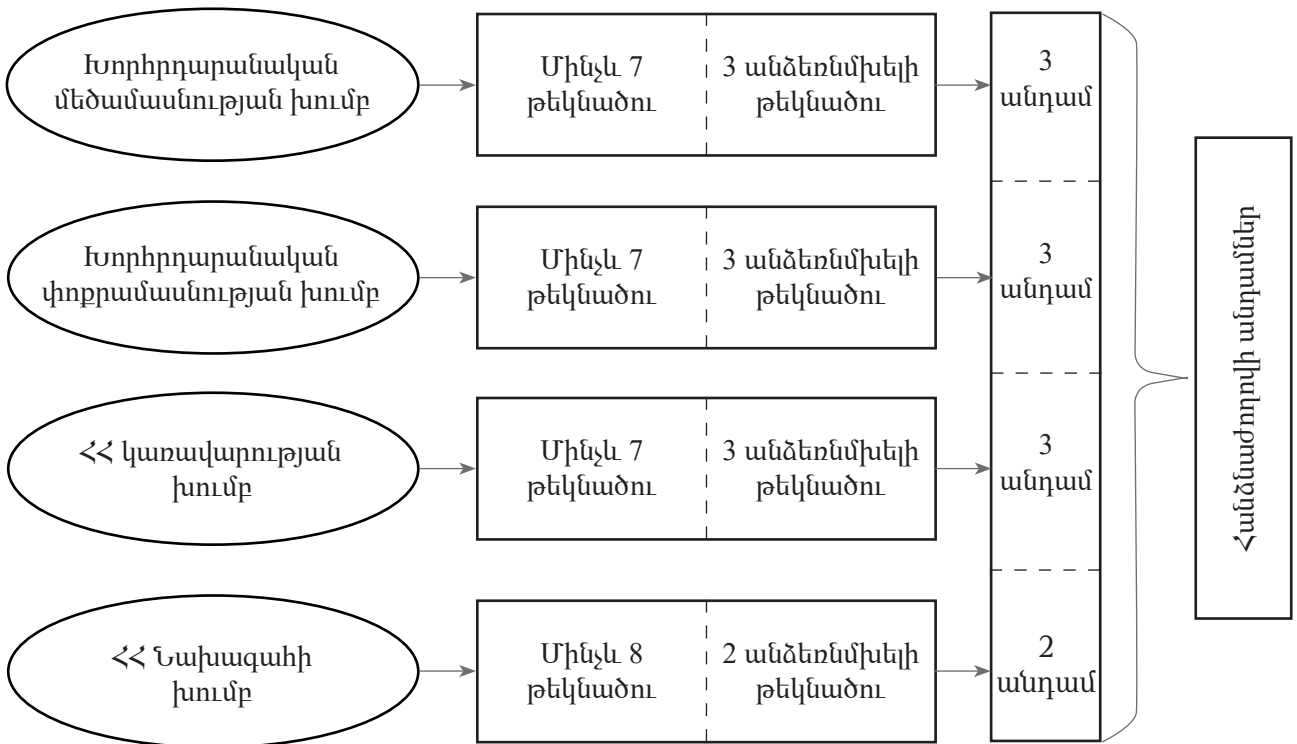 Խորհրդարանական
մեծամասնության խումբ
Մինչև 7
թեկնածու
3 անձեռնմխելի
թեկնածու
3
անդամ
Խորհրդարանական
փոքրամասնության խումբ
Մինչև 7
թեկնածու
3 անձեռնմխելի
թեկնածու
3
անդամ
ՀՀ կառավարության
խումբ
Մինչև 7
թեկնածու
3 անձեռնմխելի
թեկնածու
3
անդամ
ՀՀ Նախագահի
խումբ
Մինչև 8
թեկնածու
2 անձեռնմխելի
թեկնածու
2
անդամ
Հանձնաժողովի անդամներ